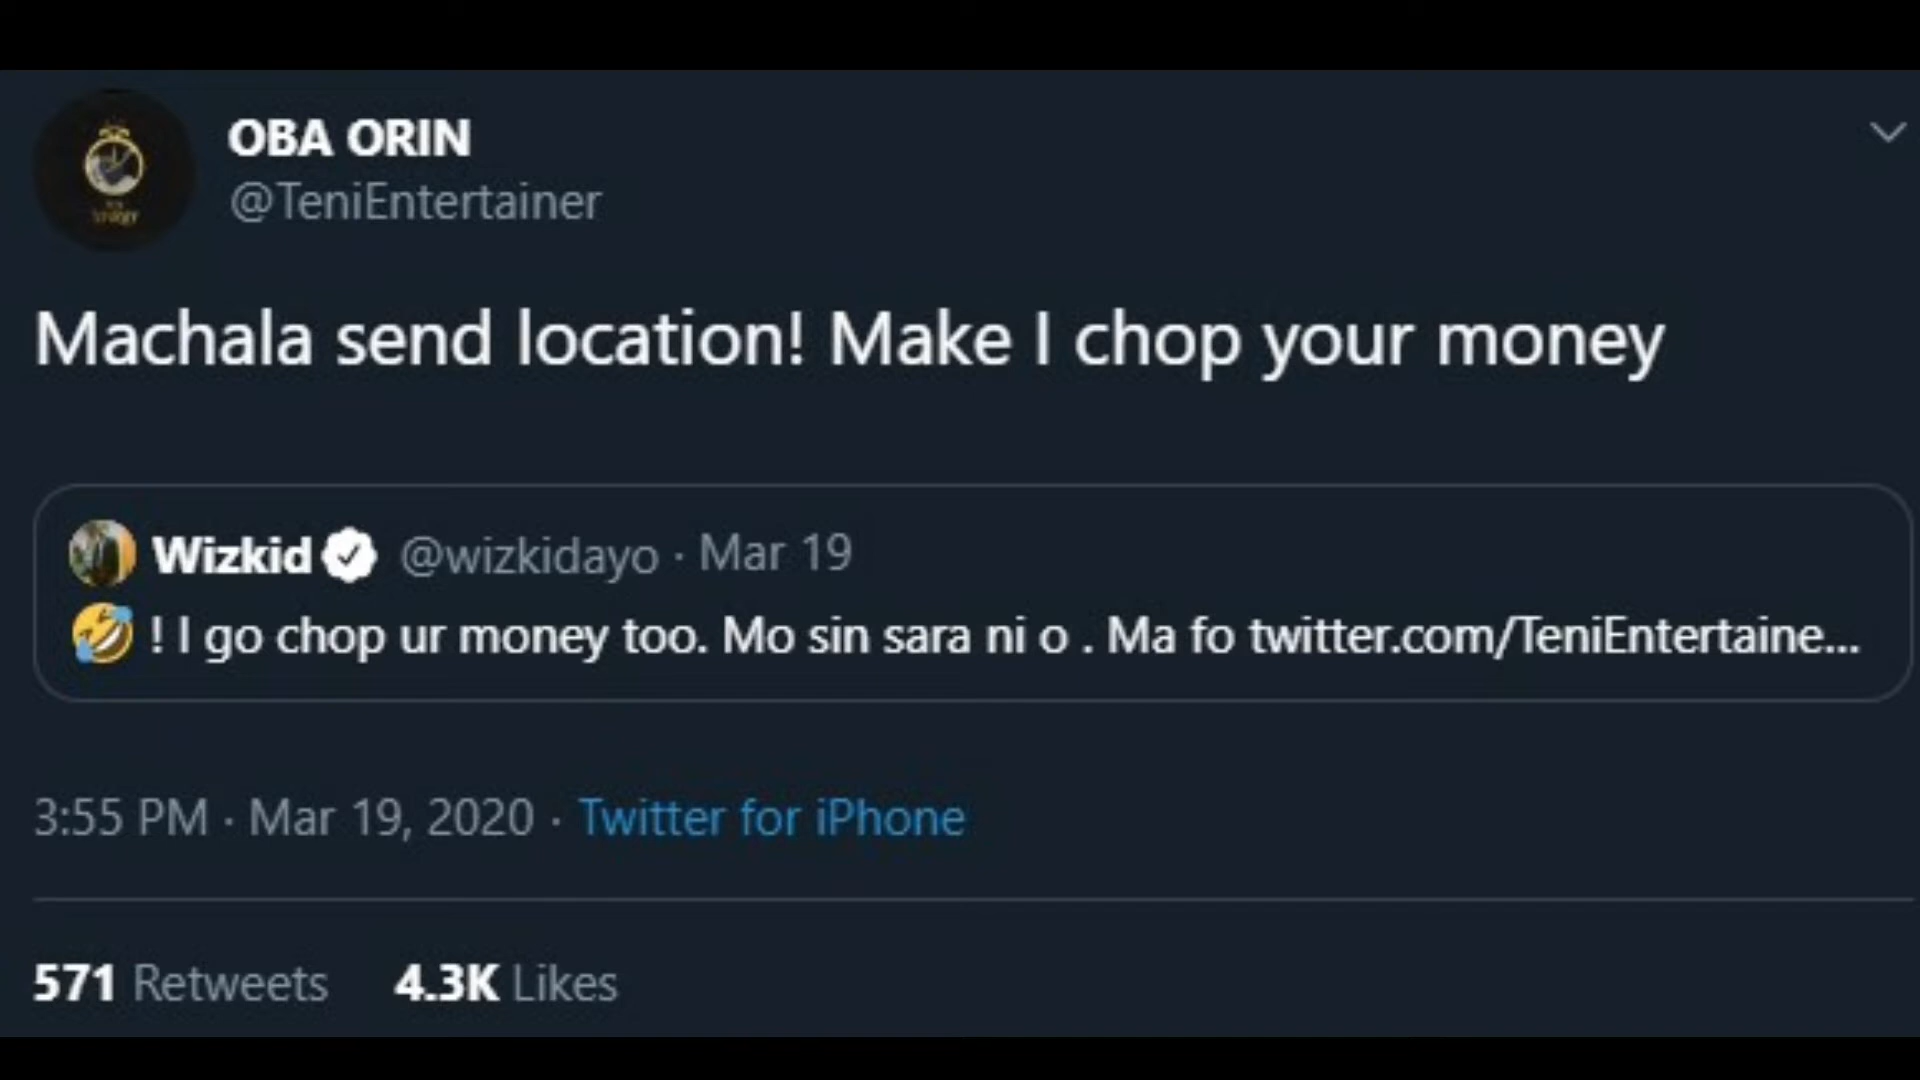 OBA ORIN
@TeniEntertainer
Machala send location! Make I chop your money
Wizkid @wizkidayo · Mar 19
🤣 ! I go chop ur money too. Mo sin sara ni o . Ma fo twitter.com/TeniEntertaine...
3:55 PM · Mar 19, 2020 · Twitter for iPhone
571 Retweets 4.3K Likes